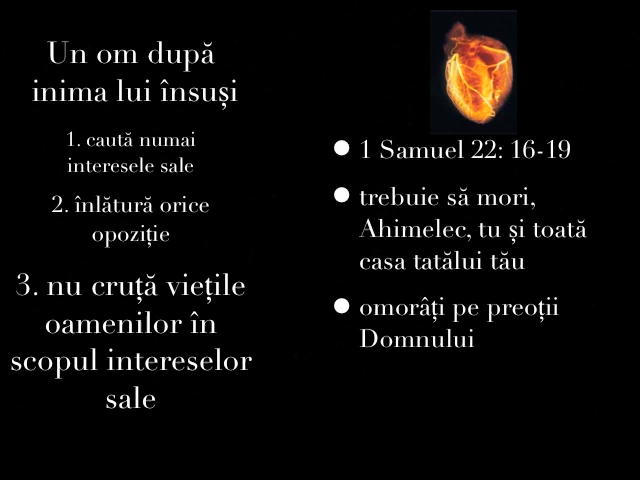 Un om după
inima lui însuși
1. caută numai
interesele sale
2. înlătură orice
opoziție
3. nu cruță viețile
oamenilor în
scopul intereselor
sale
• 1 Samuel 22: 16-19
• trebuie să mori,
Ahimelec, tu și toată
casa tatălui tău
• omorâți pe preoții
Domnului